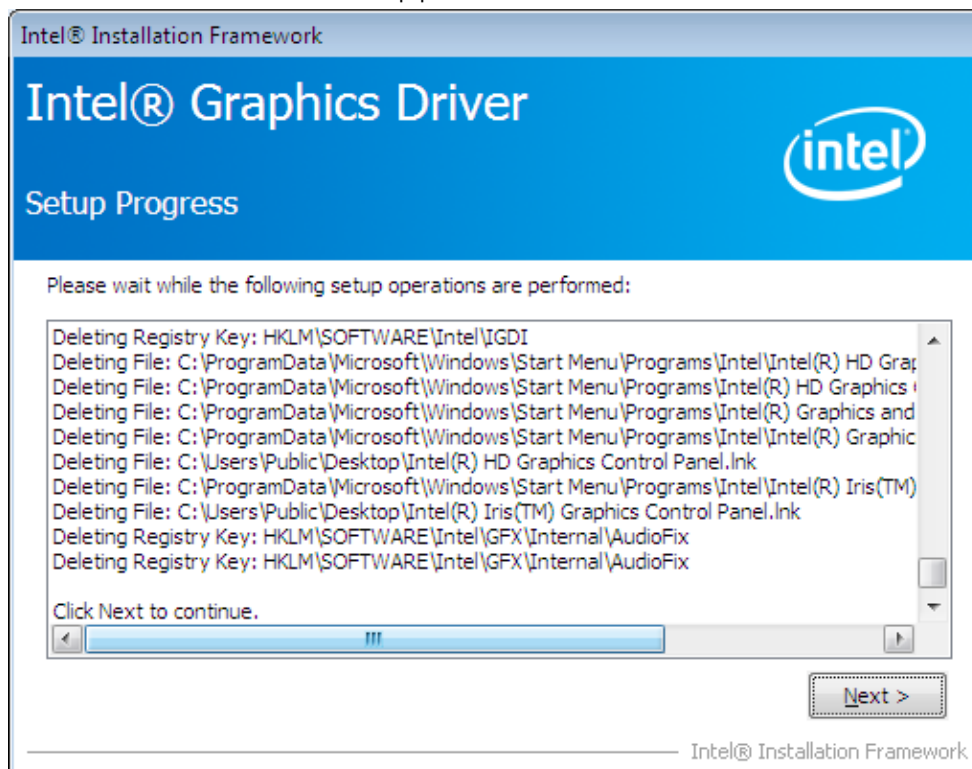 Intel® Installation Framework
Intel® Graphics Driver
intel
Setup Progress
Please wait while the following setup operations are performed:
Deleting Registry Key: HKLM\SOFTWARE\Intel\IGDI
Deleting File: C:\ProgramData\Microsoft\Windows\Start Menu\Programs\Intel\Intel(R) HD
Deleting File: C:\ProgramData\Microsoft\Windows\Start Menu\Programs\Intel(R) HD Graphics
Deleting File: C:\ProgramData\Microsoft\Windows\Start Menu\Programs\Intel(R) Graphics and
Deleting File: C:\ProgramData\Microsoft\Windows\Start Menu\Programs\Intel\Intel(R) Graphic
Deleting File: C:\Users\Public\Desktop\Intel(R) HD Graphics Control Panel.lnk
Deleting File: C:\ProgramData\Microsoft\Windows\Start Menu\Programs\Intel\Intel(R) Iris(TM)
Deleting File: C:\Users\Public\Desktop\Intel(R) Iris(TM) Graphics Control Panel.lnk
Deleting Registry Key: HKLM\SOFTWARE\Intel\GFX\Internal\AudioFix
Deleting Registry Key: HKLM\SOFTWARE\Intel\GFX\Internal\AudioFix
Click Next to continue.
Next >
Intel® Installation Framework